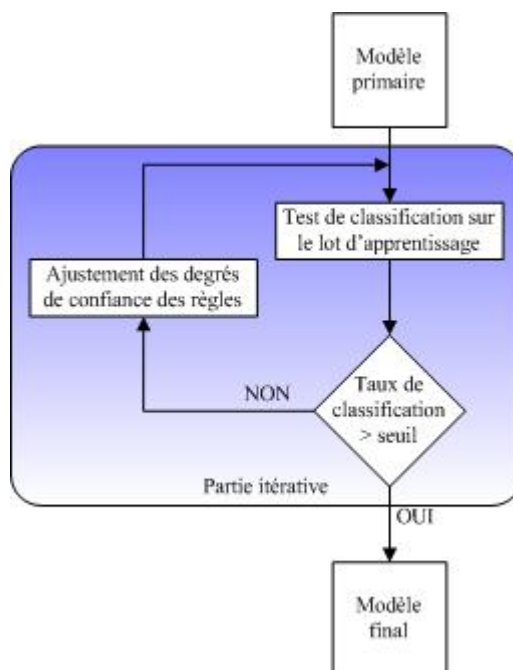 Modèle
primaire
Test de classification sur
le lot d'apprentissage
Ajustement des degrés
de confiance des règles
Taux de
classification
> seuil
NON
Partie itérative
OUI
Modèle
final